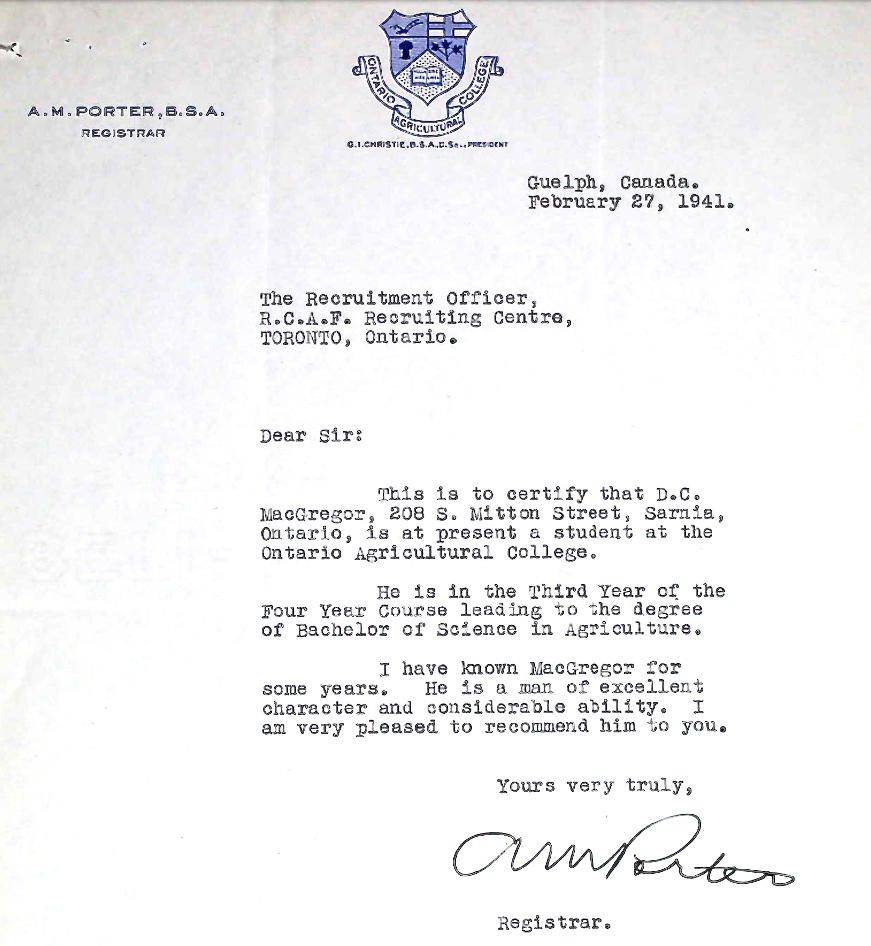 ONTARIO AGRICULTURAL COLLEGE
A.M. PORTER, B.S.A.
REGISTRAR
G.I. CHRISTIE, B.S.A., D.Sc., PRESIDENT
Guelph, Canada.
February 27, 1941.
The Recruitment Officer,
R.C.A.F. Recruiting Centre,
TORONTO, Ontario.
Dear Sir:
This is to certify that D.C.
MacGregor, 208 S. Mitton Street, Sarnia,
Ontario, is at present a student at the
Ontario Agricultural College.
He is in the Third Year of the
Four Year Course leading to the degree
of Bachelor of Science in Agriculture.
I have known MacGregor for
some years. He is a man of excellent
character and considerable ability. I
am very pleased to recommend him to you.
Yours very truly,
AM Porter
Registrar.